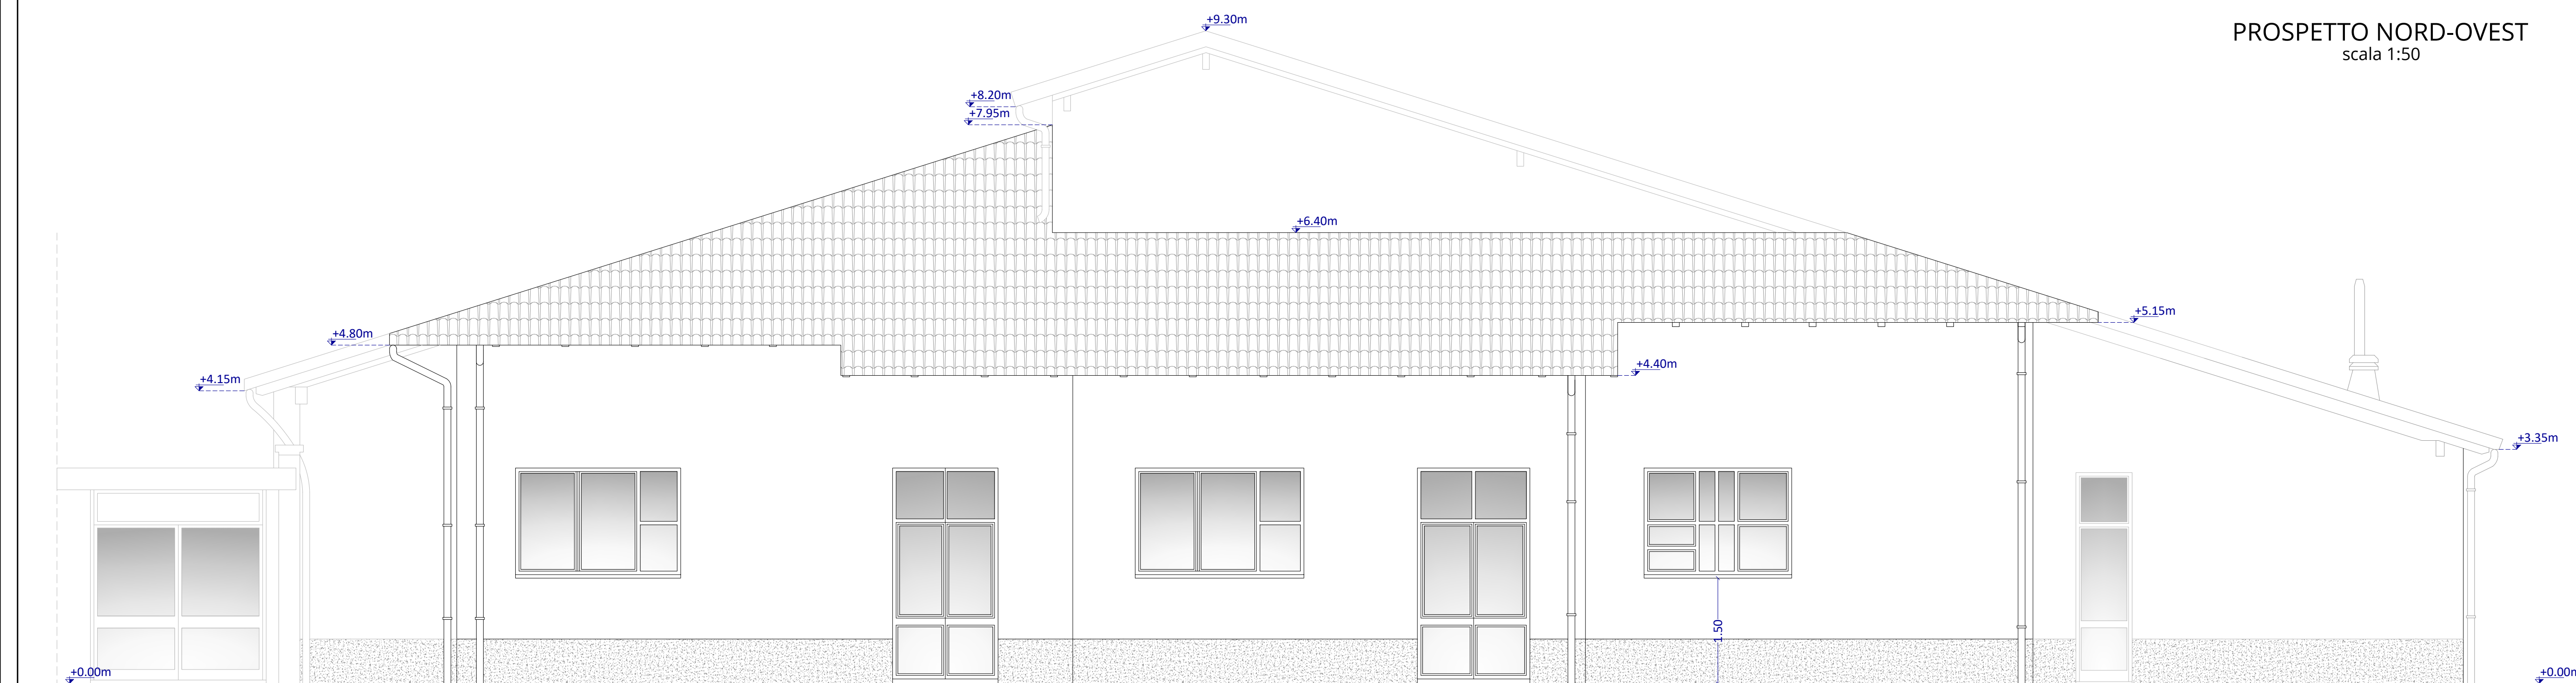 PROSPETTO NORD-OVEST
scala 1:50
+9.30m
+8.20m
+7.95m
+6.40m
+5.15m
+4.80m
+4.40m
+4.15m
+3.35m
1.50
+0.00m
+0.00m